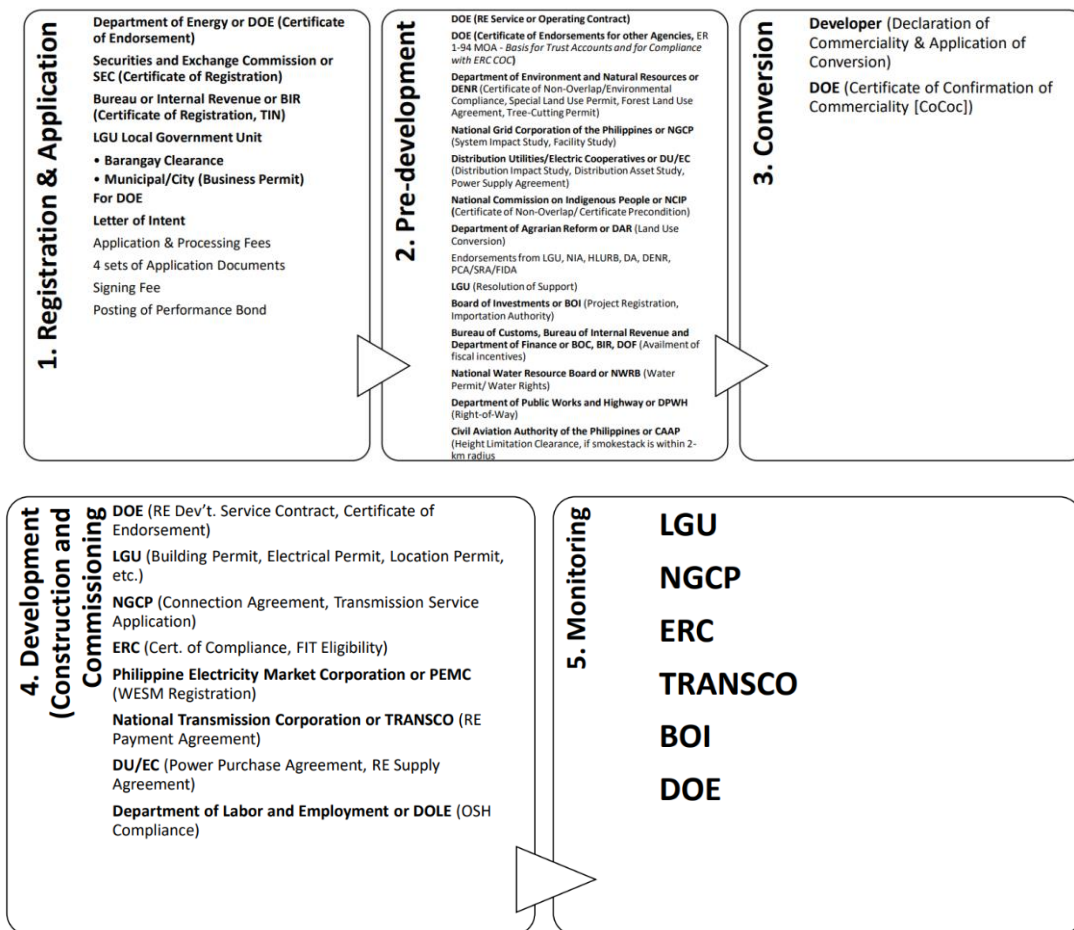 1. Registration & Application
Department of Energy or DOE (Certificate
of Endorsement)
Securities and Exchange Commission or
SEC (Certificate of Registration)
Bureau or Internal Revenue or BIR
(Certificate of Registration, TIN)
LGU Local Government Unit
• Barangay Clearance
• Municipal/City (Business Permit)
For DOE
Letter of Intent
Application & Processing Fees
4 sets of Application Documents
Signing Fee
Posting of Performance Bond
2. Pre-development
DOE (RE Service or Operating Contract)
DOE (Certificate of Endorsements for other Agencies, ER
1-94 MOA - Basis for Trust Accounts and for Compliance
with ERC COC)
Department of Environment and Natural Resources or
DENR (Certificate of Non-Overlap/Environmental
Compliance, Special Land Use Permit, Forest Land Use
Agreement, Tree-Cutting Permit)
National Grid Corporation of the Philippines or NGCP
(System Impact Study, Facility Study)
Distribution Utilities/Electric Cooperatives or DU/EC
(Distribution Impact Study, Distribution Asset Study,
Power Supply Agreement)
National Commission on Indigenous People or NCIP
(Certificate of Non-Overlap/ Certificate Precondition)
Department of Agrarian Reform or DAR (Land Use
Conversion)
Endorsements from LGU, NIA, HLURB, DA, DENR,
PCA/SRA/FIDA
LGU (Resolution of Support)
Board of Investments or BOI (Project Registration,
Importation Authority)
Bureau of Customs, Bureau of Internal Revenue and
Department of Finance or BOC, BIR, DOF (Availment of
fiscal incentives)
National Water Resource Board or NWRB (Water
Permit/ Water Rights)
Department of Public Works and Highway or DPWH
(Right-of-Way)
Civil Aviation Authority of the Philippines or CAAP
(Height Limitation Clearance, if smokestack is within 2-
km radius
3. Conversion
Developer (Declaration of
Commerciality & Application of
Conversion)
DOE (Certificate of Confirmation of
Commerciality [CoCoc])
4. Development
(Construction and
Commissioning
DOE (RE Dev't. Service Contract, Certificate of
Endorsement)
LGU (Building Permit, Electrical Permit, Location Permit,
etc.)
NGCP (Connection Agreement, Transmission Service
Application)
ERC (Cert. of Compliance, FIT Eligibility)
Philippine Electricity Market Corporation or PEMC
(WESM Registration)
National Transmission Corporation or TRANSCO (RE
Payment Agreement)
DU/EC (Power Purchase Agreement, RE Supply
Agreement)
Department of Labor and Employment or DOLE (OSH
Compliance)
5. Monitoring
LGU
NGCP
ERC
TRANSCO
BOI
DOE